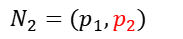 N₂ = (p₁, p₂)